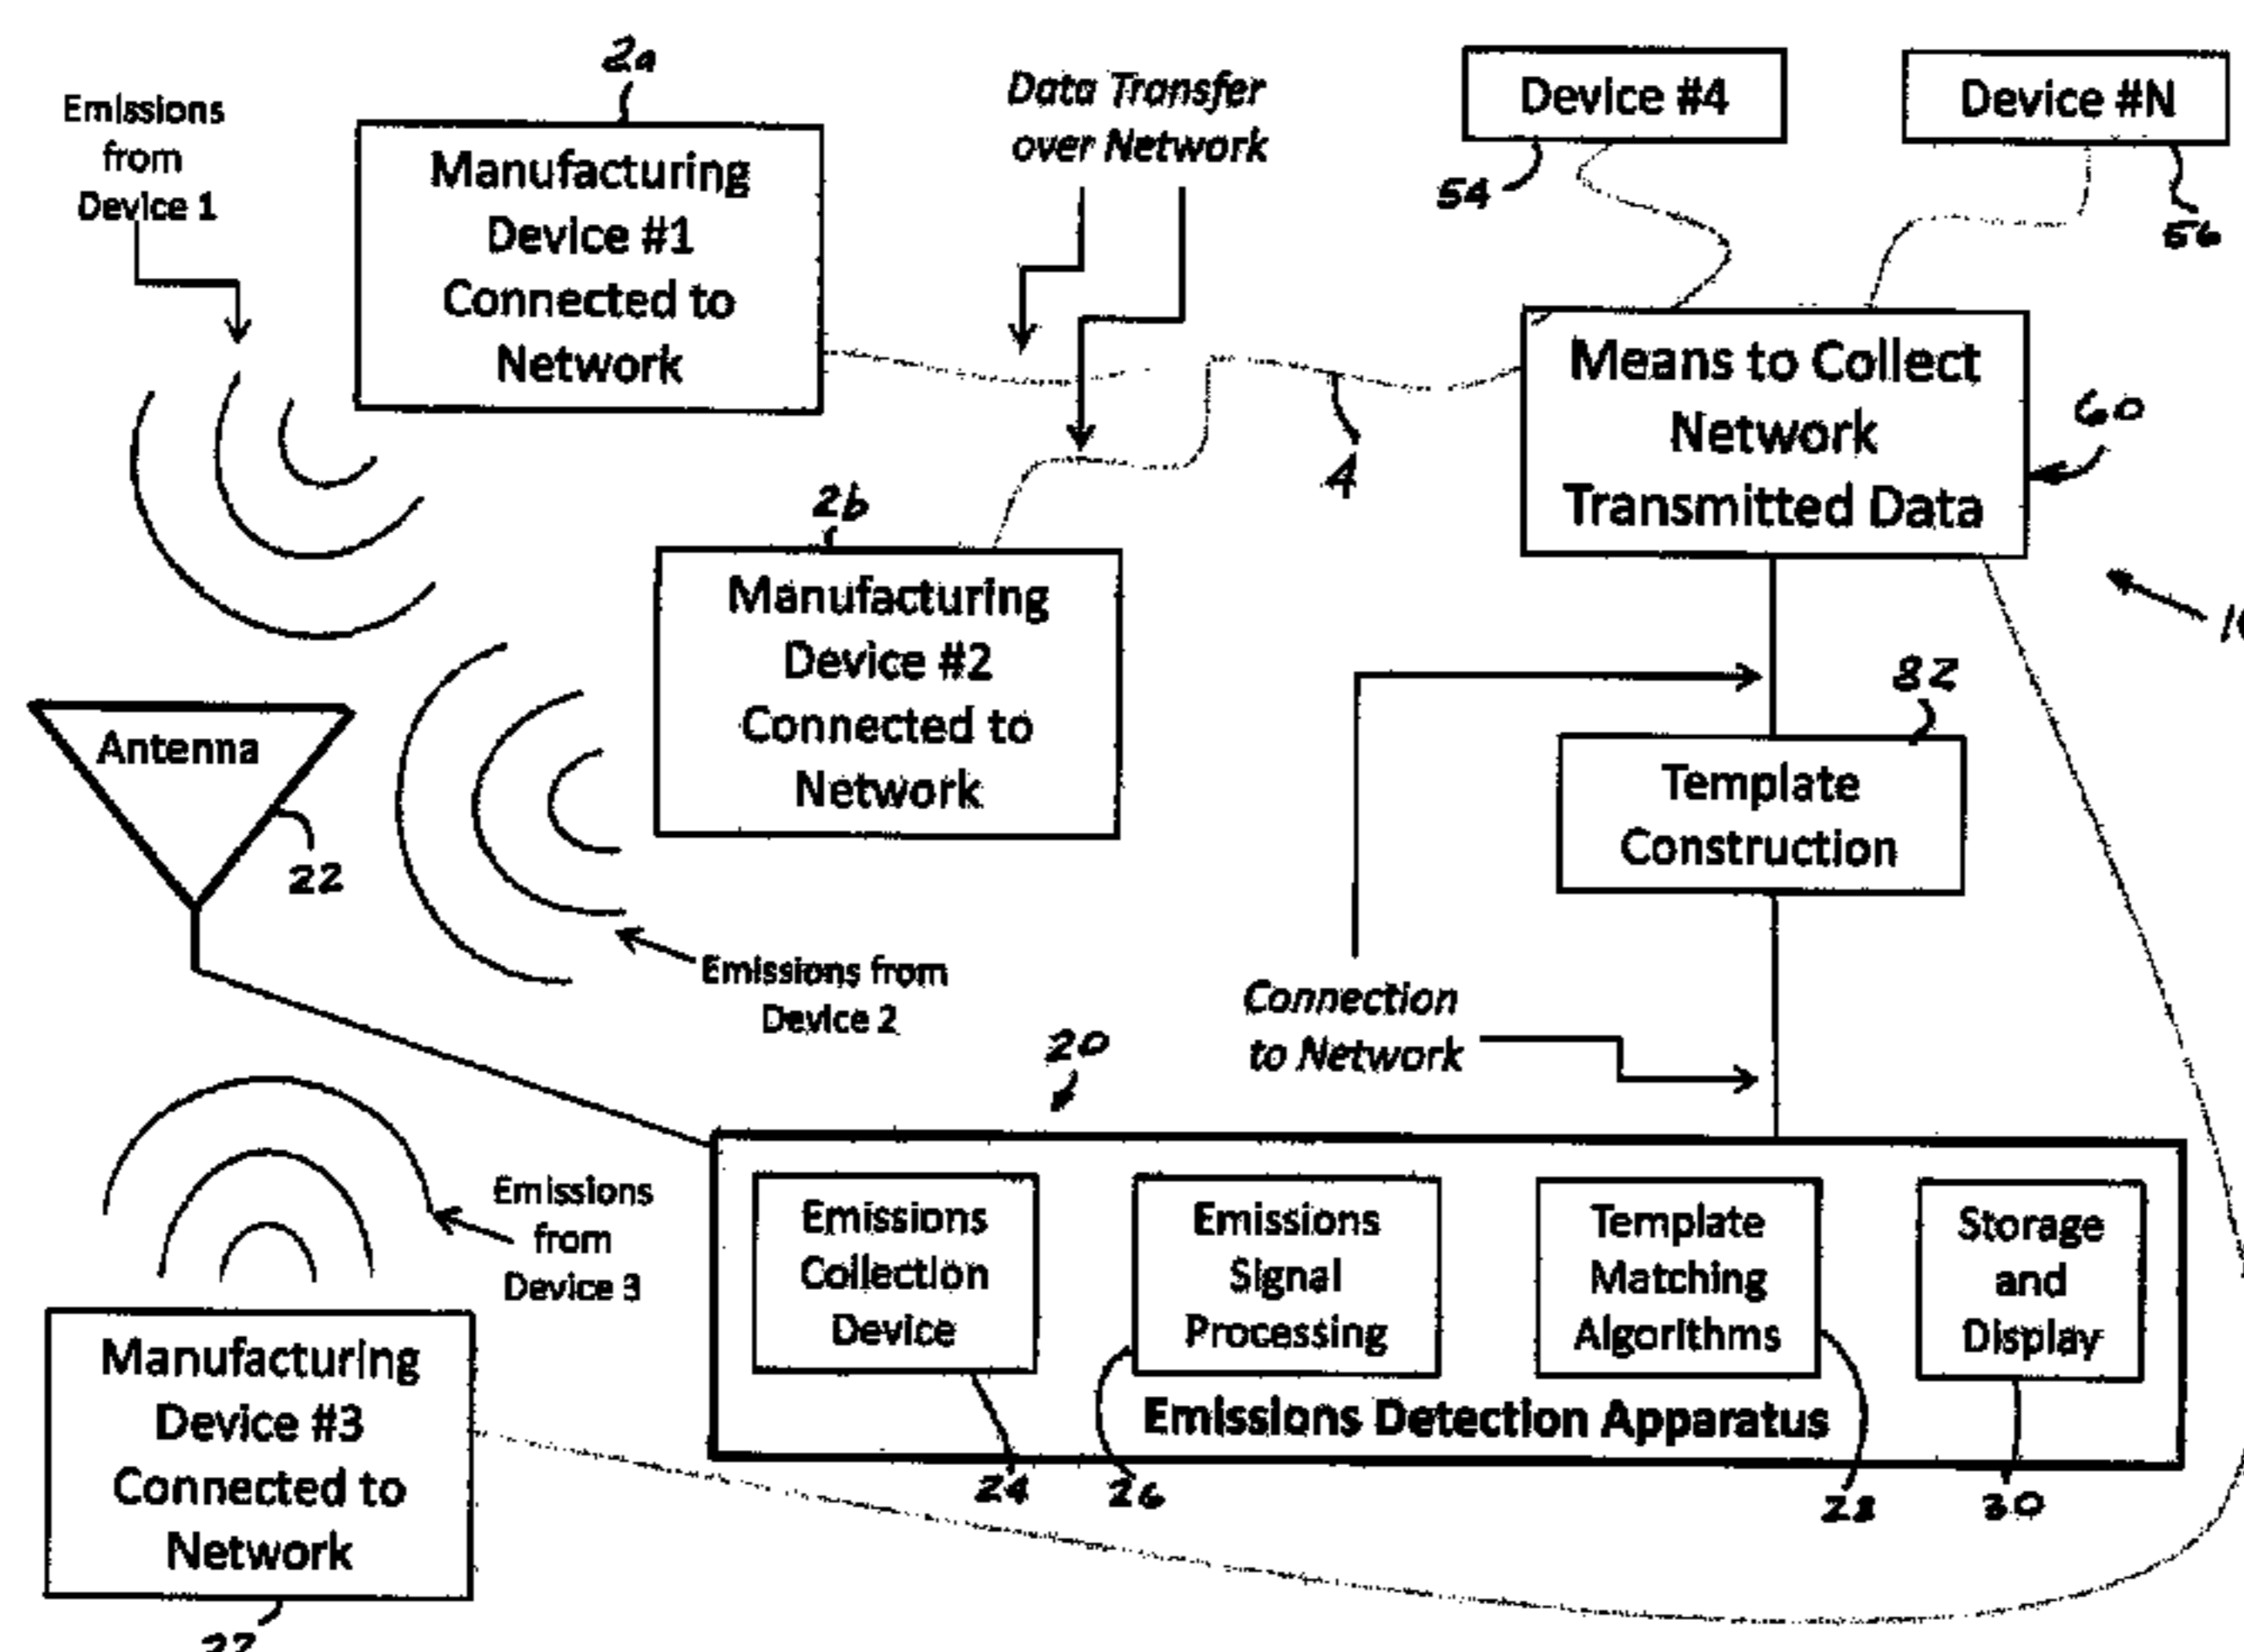 2a
Emissions
from
Device 1
Manufacturing
Device #1
Connected to
Network
Data Transfer
over Network
Device #4
Device #N
54
56
Means to Collect
Network
Transmitted Data
60
4
2b
Manufacturing
Device #2
Connected to
Network
82
Template
Construction
Antenna
22
Emissions from
Device 2
Connection
to Network
20
Emissions
from
Device 3
Manufacturing
Device #3
Connected to
Network
Emissions
Collection
Device
Emissions
Signal
Processing
Template
Matching
Algorithms
Storage
and
Display
Emissions Detection Apparatus
24
26
28
30